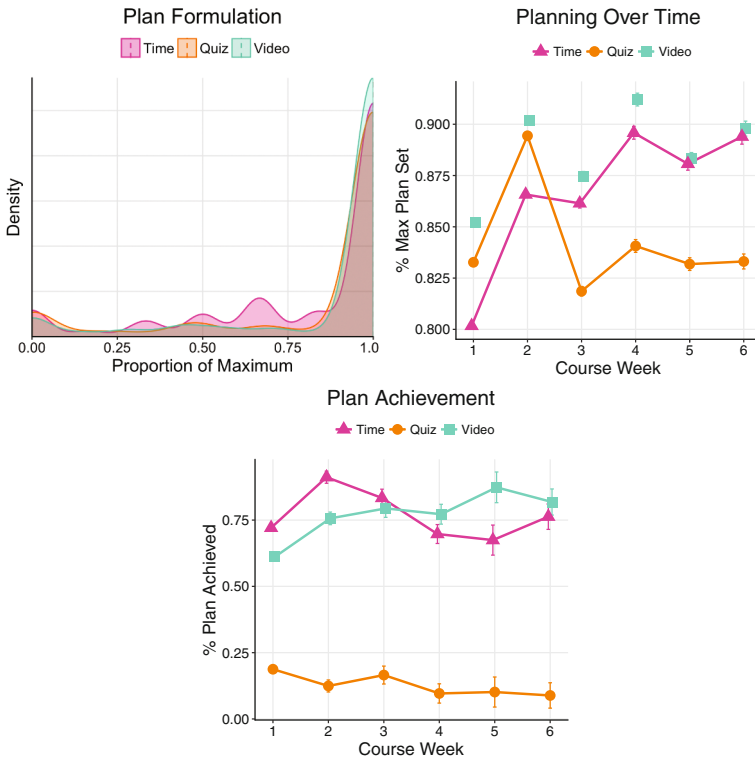 Plan Formulation
Time Quiz Video
Density
0.00 0.25 0.50 0.75 1.0
Proportion of Maximum
Planning Over Time
Time Quiz Video
% Max Plan Set
0.900
0.875
0.850
0.825
0.800
1 2 3 4 5 6
Course Week
Plan Achievement
Time Quiz Video
% Plan Achieved
0.75
0.50
0.25
0.00
1 2 3 4 5 6
Course Week